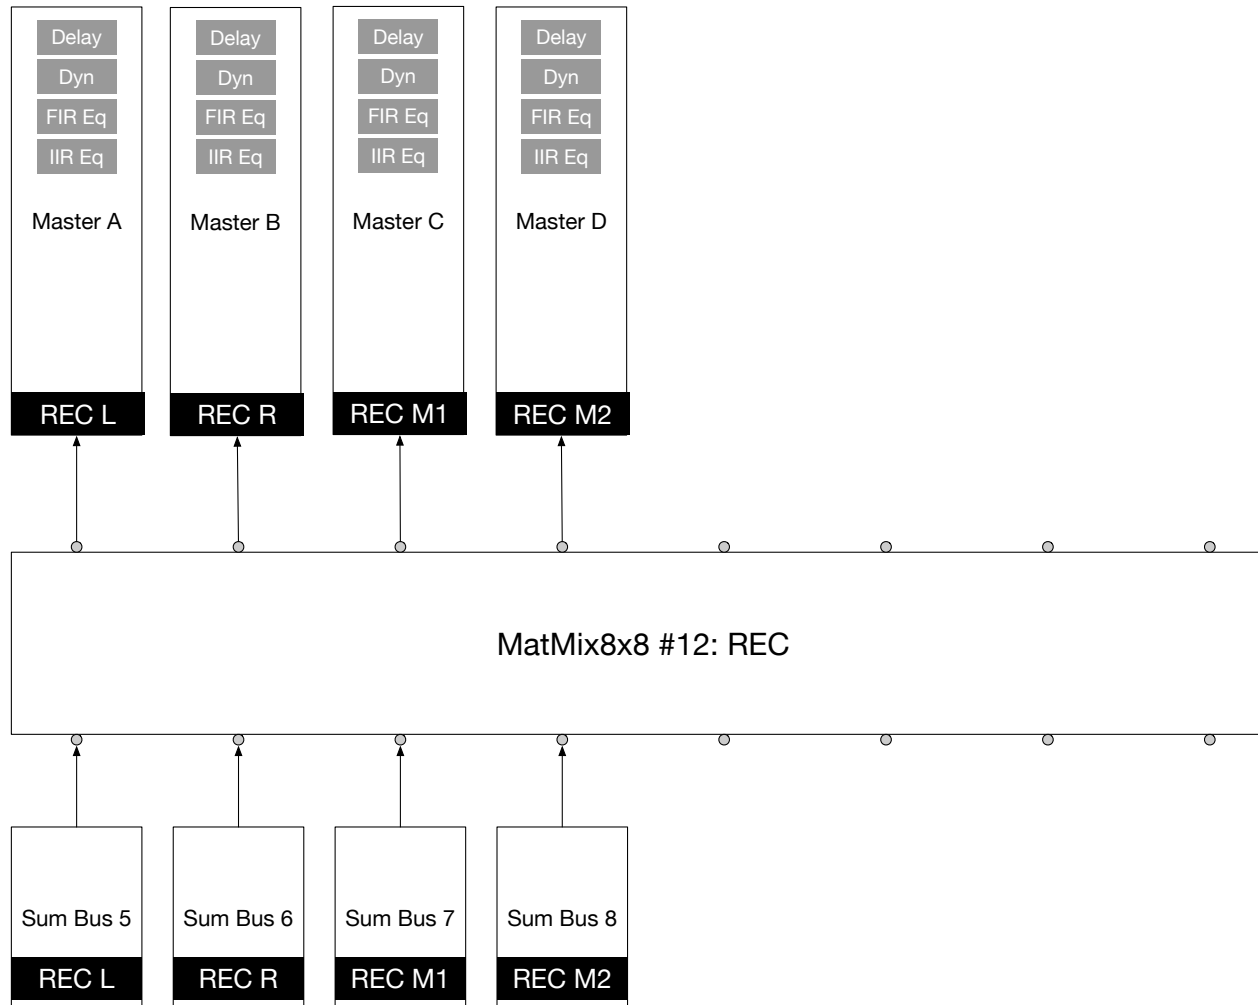 Delay Delay Delay Delay
Dyn Dyn Dyn Dyn
FIR Eq FIR Eq FIR Eq FIR Eq
IIR Eq IIR Eq IIR Eq IIR Eq
Master A Master B Master C Master D
REC L REC R REC M1 REC M2
MatMix8x8 #12: REC
Sum Bus 5 Sum Bus 6 Sum Bus 7 Sum Bus 8
REC L REC R REC M1 REC M2